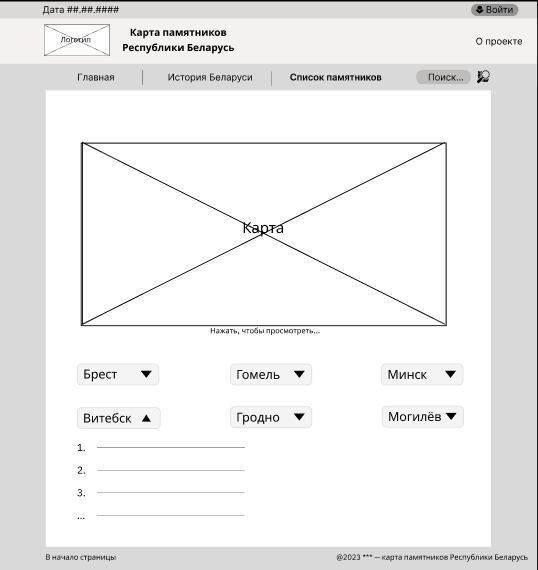 Дата ##.##.####
Войти
Логотип
Карта памятников
Республики Беларусь
О проекте
Главная
История Беларуси
Список памятников
Поиск...
Карта
Нажать, чтобы просмотреть...
Брест
Гомель
Минск
Витебск
Гродно
Могилёв
1.
2.
3.
...
В начало страницы
@2023 *** — карта памятников Республики Беларусь